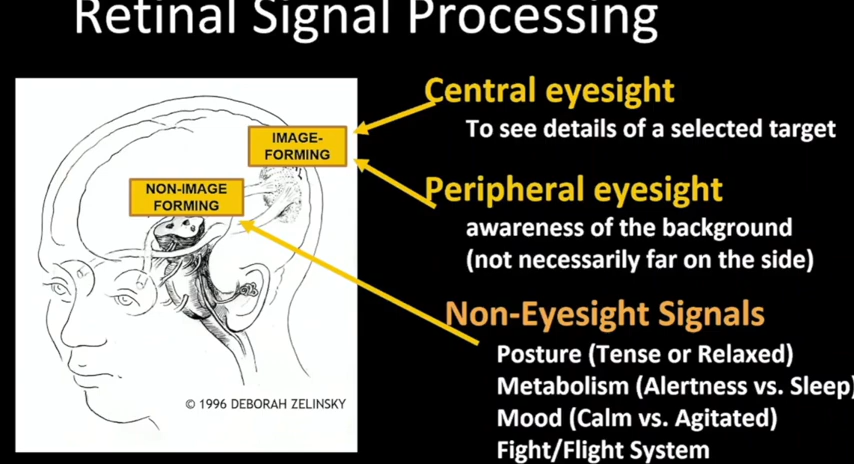 Retinal Signal Processing
Central eyesight
To see details of a selected target
IMAGE-
FORMING
NON-IMAGE
FORMING
Peripheral eyesight
awareness of the background
(not necessarily far on the side)
Non-Eyesight Signals
Posture (Tense or Relaxed)
Metabolism (Alertness vs. Sleep)
Mood (Calm vs. Agitated)
Fight/Flight System
© 1996 DEBORAH ZELINSKY